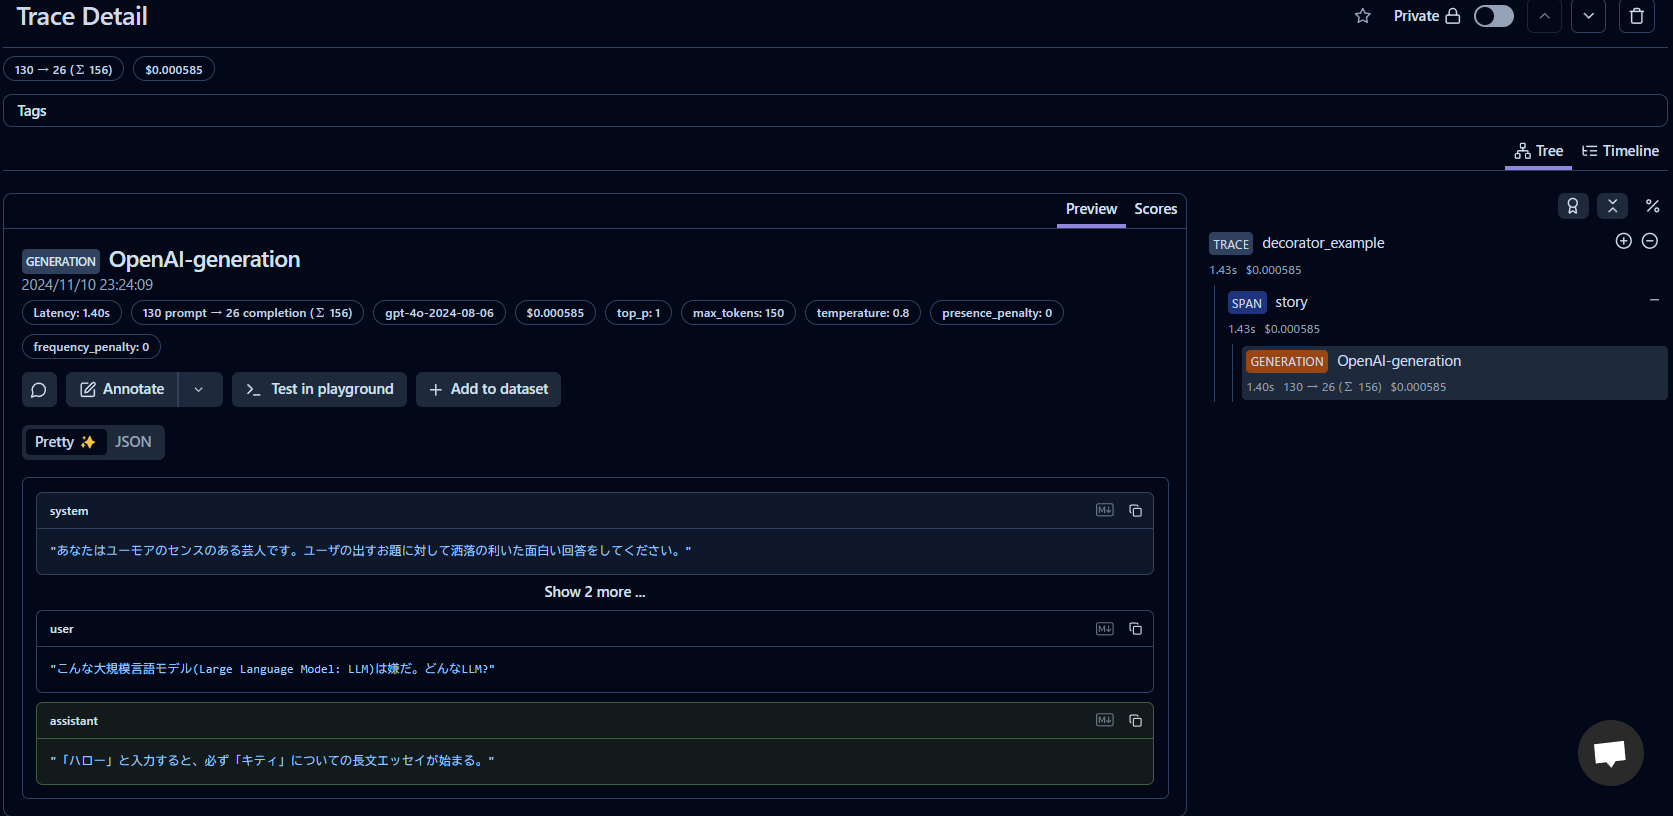 Trace Detail
Private
130 → 26 (∑ 156)
$0.000585
Tags
Tree
Timeline
Preview
Scores
GENERATION OpenAI-generation
2024/11/10 23:24:09
Latency: 1.40s
130 prompt → 26 completion (∑ 156)
gpt-4o-2024-08-06
$0.000585
top_p: 1
max_tokens: 150
temperature: 0.8
presence_penalty: 0
frequency_penalty: 0
Annotate
Test in playground
Add to dataset
Pretty ✨
JSON
system
M↓
"あなたはユーモアのセンスのある芸人です。ユーザの出すお題に対して洒落の利いた面白い回答をしてください。"
Show 2 more ...
user
M↓
"こんな大規模言語モデル(Large Language Model: LLM)は嫌だ。どんなLLM?"
assistant
M↓
"「ハロー」と入力すると、必ず「キティ」についての長文エッセイが始まる。"
TRACE decorator_example
1.43s $0.000585
SPAN story
1.43s $0.000585
GENERATION OpenAI-generation
1.40s 130 → 26 (∑ 156) $0.000585